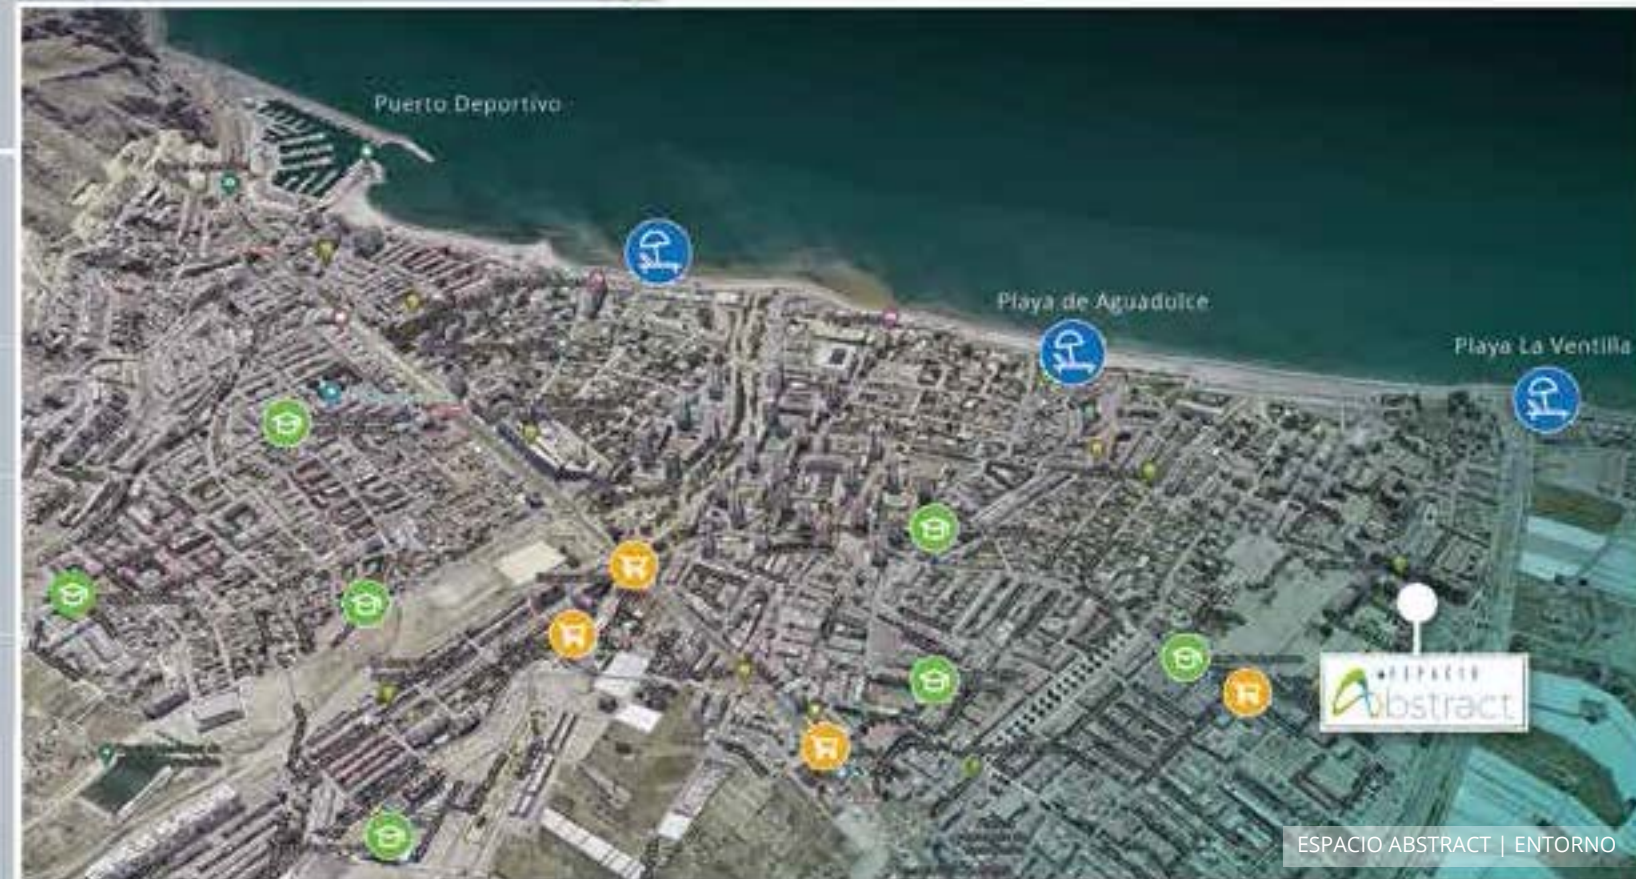 Puerto Deportivo
Playa de Aguadulce
Playa La Ventilla
ESPACIO
Abstract
ESPACIO ABSTRACT | ENTORNO